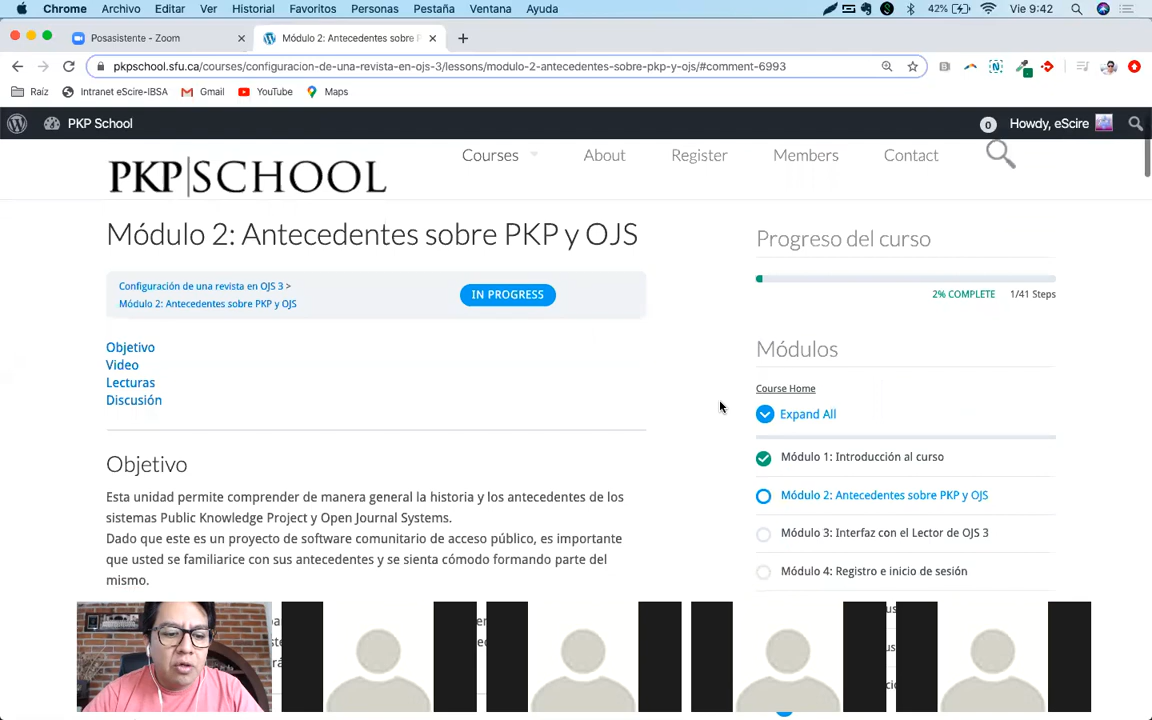 Chrome Archivo Editar Ver Historial Favoritos Personas Pestaña Ventana Ayuda 42% Vie 9:42
Posasistente - Zoom Módulo 2: Antecedentes sobre P
pkpschool.sfu.ca/courses/configuracion-de-una-revista-en-ojs-3/lessons/modulo-2-antecedentes-sobre-pkp-y-ojs/#comment-6993
Raíz Intranet eScire-IBSA Gmail YouTube Maps
PKP School 0 Howdy, eScire
PKP|SCHOOL Courses About Register Members Contact
Módulo 2: Antecedentes sobre PKP y OJS
Configuración de una revista en OJS 3 >
Módulo 2: Antecedentes sobre PKP y OJS
IN PROGRESS
Objetivo
Video
Lecturas
Discusión
Objetivo
Esta unidad permite comprender de manera general la historia y los antecedentes de los
sistemas Public Knowledge Project y Open Journal Systems.
Dado que este es un proyecto de software comunitario de acceso público, es importante
que usted se familiarice con sus antecedentes y se sienta cómodo formando parte del
mismo.
Progreso del curso
2% COMPLETE 1/41 Steps
Módulos
Course Home
Expand All
Módulo 1: Introducción al curso
Módulo 2: Antecedentes sobre PKP y OJS
Módulo 3: Interfaz con el Lector de OJS 3
Módulo 4: Registro e inicio de sesión